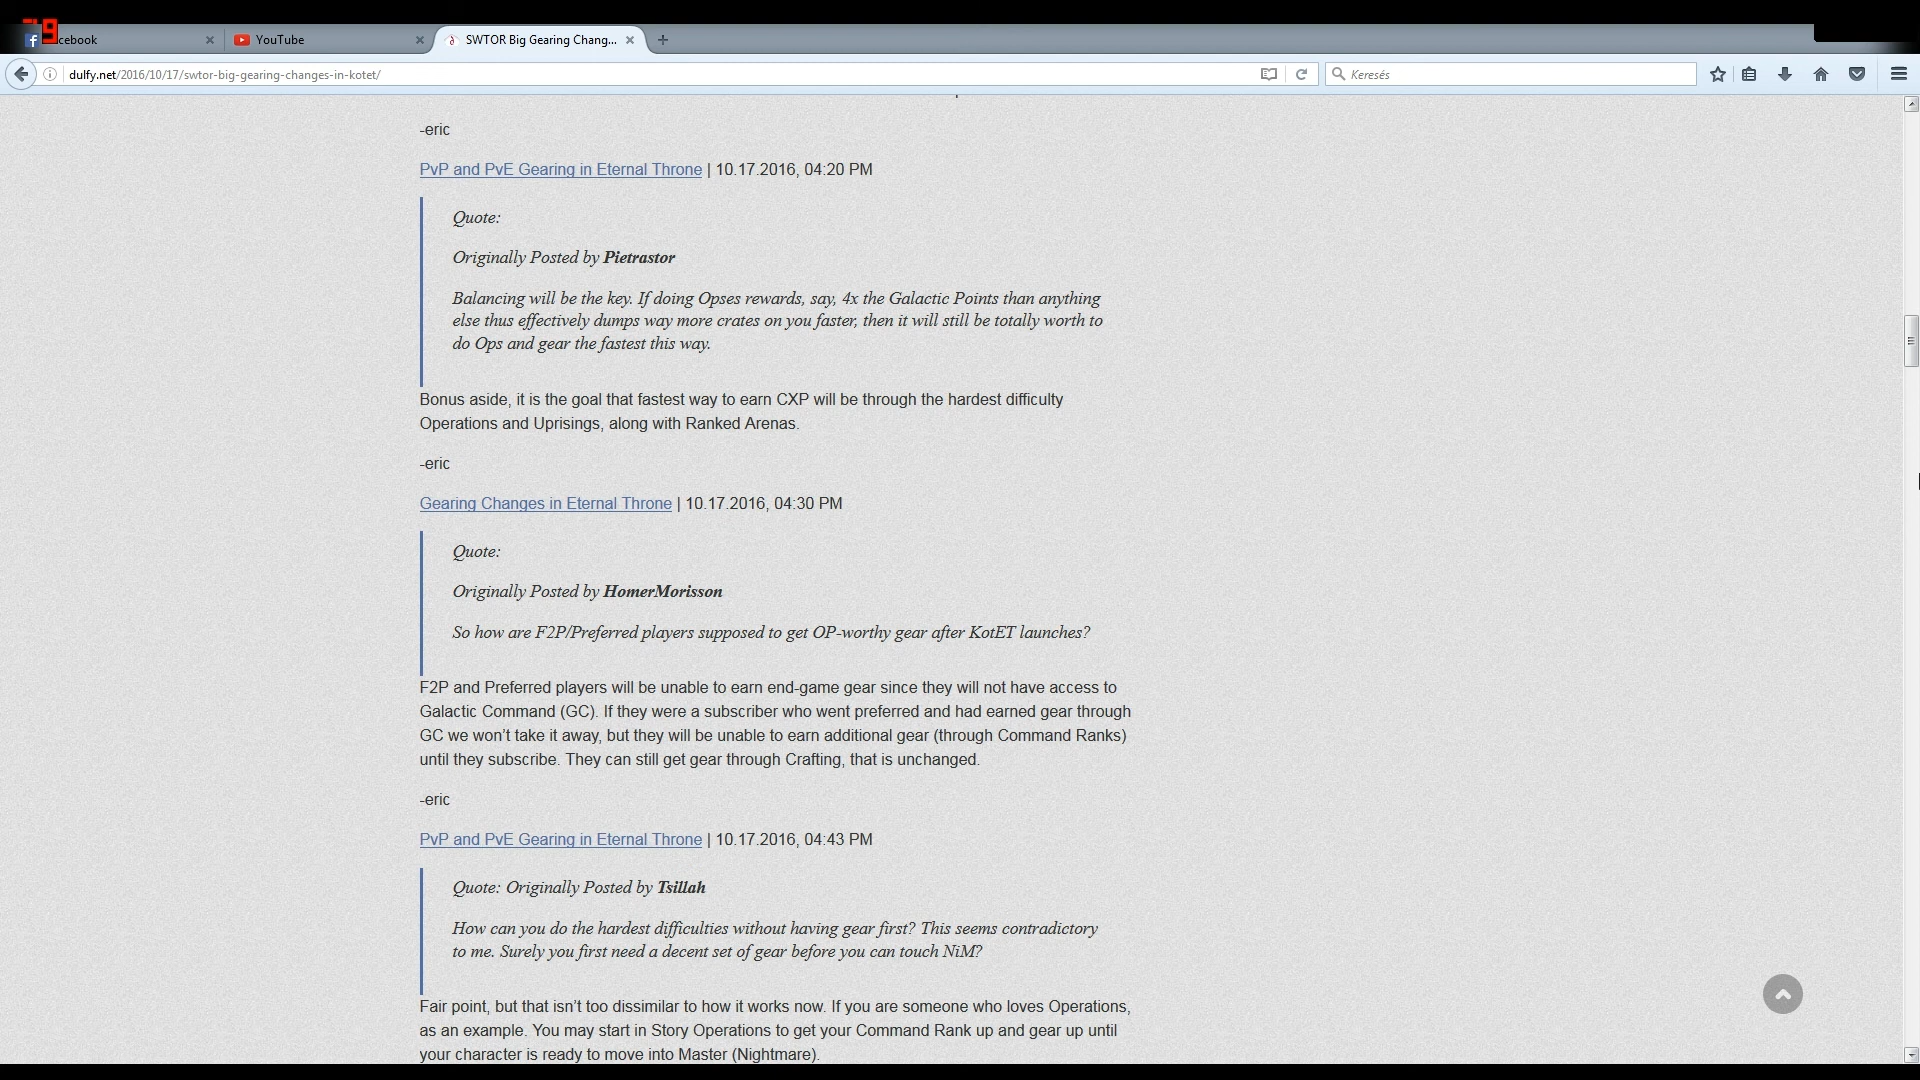 cebook
YouTube
SWTOR Big Gearing Chang...
dulfy.net/2016/10/17/swtor-big-gearing-changes-in-kotet/
Keresés
-eric
PvP and PvE Gearing in Eternal Throne | 10.17.2016, 04:20 PM
Quote:
Originally Posted by Pietrastor
Balancing will be the key. If doing Opses rewards, say, 4x the Galactic Points than anything
else thus effectively dumps way more crates on you faster, then it will still be totally worth to
do Ops and gear the fastest this way.
Bonus aside, it is the goal that fastest way to earn CXP will be through the hardest difficulty
Operations and Uprisings, along with Ranked Arenas.
-eric
Gearing Changes in Eternal Throne | 10.17.2016, 04:30 PM
Quote:
Originally Posted by HomerMorisson
So how are F2P/Preferred players supposed to get OP-worthy gear after KotET launches?
F2P and Preferred players will be unable to earn end-game gear since they will not have access to
Galactic Command (GC). If they were a subscriber who went preferred and had earned gear through
GC we won’t take it away, but they will be unable to earn additional gear (through Command Ranks)
until they subscribe. They can still get gear through Crafting, that is unchanged.
-eric
PvP and PvE Gearing in Eternal Throne | 10.17.2016, 04:43 PM
Quote: Originally Posted by Tsillah
How can you do the hardest difficulties without having gear first? This seems contradictory
to me. Surely you first need a decent set of gear before you can touch NiM?
Fair point, but that isn’t too dissimilar to how it works now. If you are someone who loves Operations,
as an example. You may start in Story Operations to get your Command Rank up and gear up until
your character is ready to move into Master (Nightmare).